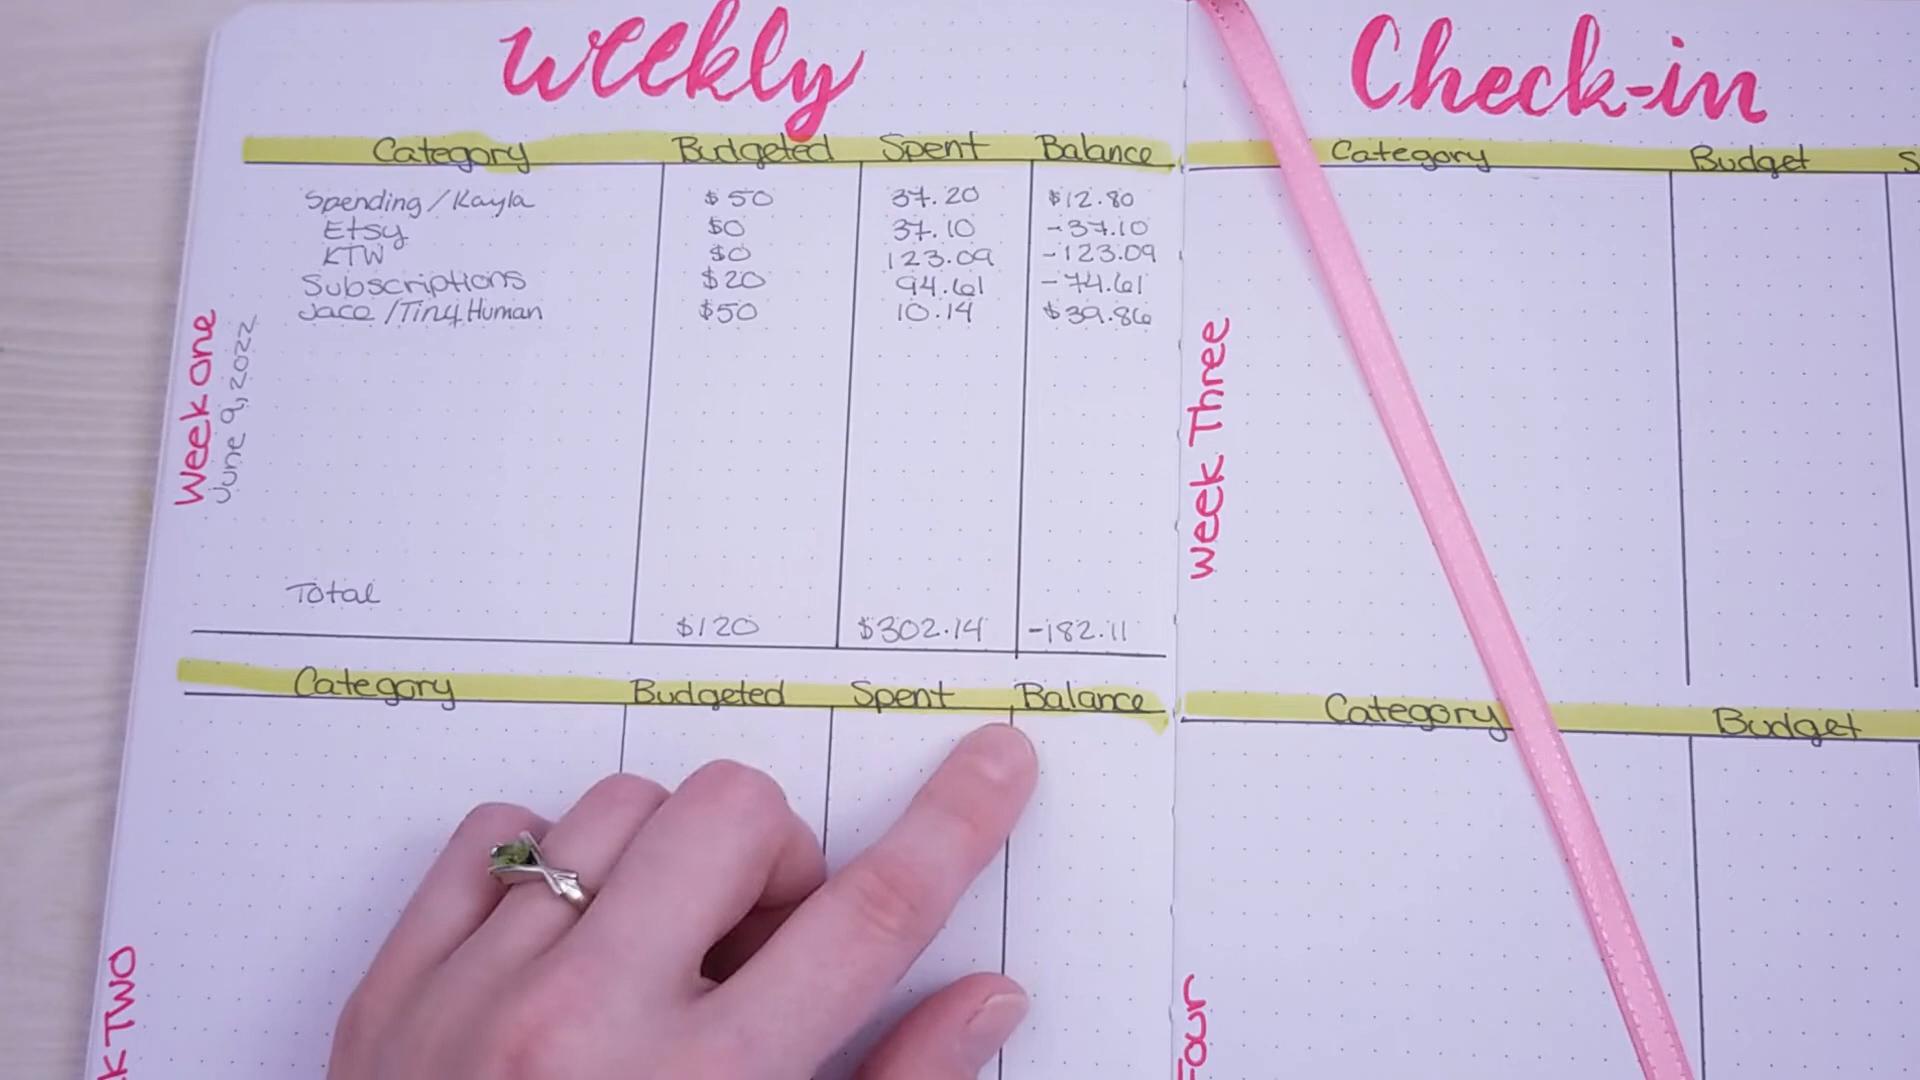 Weekly
Category Budgeted Spent Balance
Spending/Kayla $50 37.20 $12.80
Etsy $0 37.10 -37.10
KTW $0 123.09 -123.09
Subscriptions $20 94.61 -74.61
Jace/Tiny Human $50 10.14 $39.86
Total
$120 $302.14 -182.11
Week one
June 9, 2022
Category Budgeted Spent Balance
k TWO
Check-in
Category Budget S
Week Three
Category Budget
Four